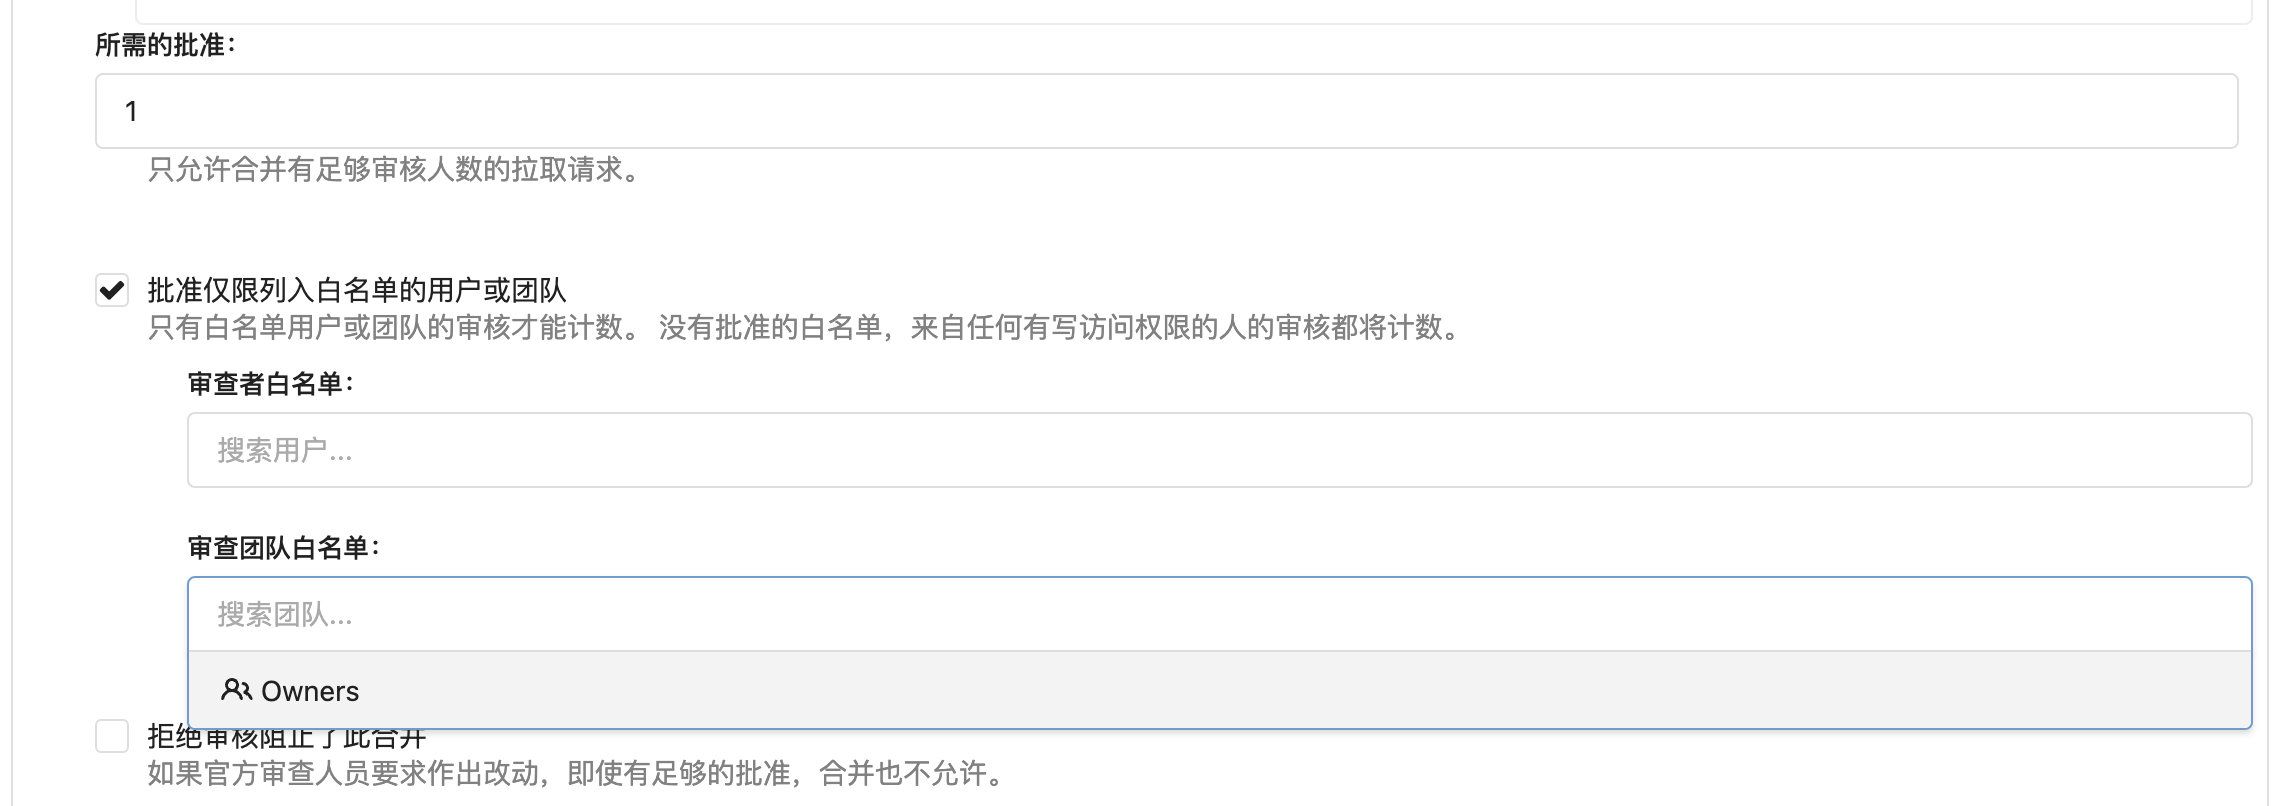 所需的批准：
1
只允许合并有足够审核人数的拉取请求。
批准仅限列入白名单的用户或团队
只有白名单用户或团队的审核才能计数。 没有批准的白名单，来自任何有写访问权限的人的审核都将计数。
审查者白名单：
搜索用户...
审查团队白名单：
搜索团队...
Owners
拒绝审核阻止了此合并
如果官方审查人员要求作出改动，即使有足够的批准，合并也不允许。